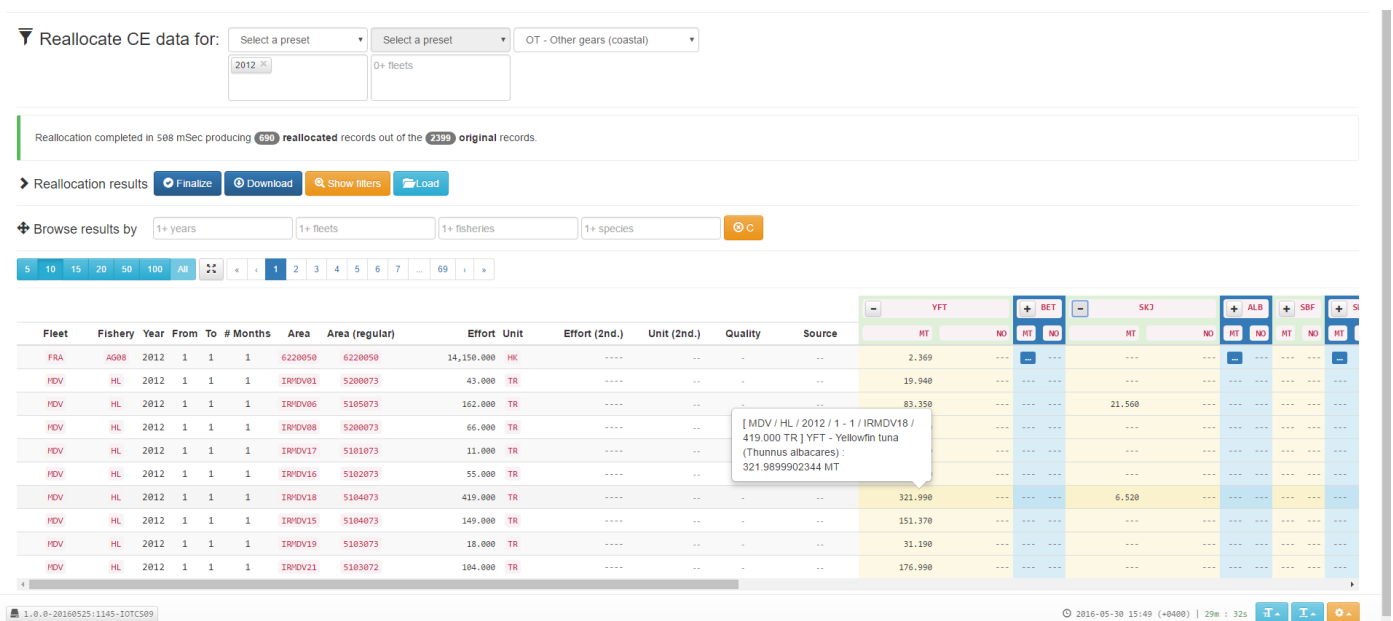 Reallocate CE data for: Select a preset Select a preset OT - Other gears (coastal)
2012 × 0+ fleets
Reallocation completed in 508 mSec producing 690 reallocated records out of the 2399 original records.
Reallocation results Finalize Download Show filters Load
Browse results by 1+ years 1+ fleets 1+ fisheries 1+ species C
5 10 15 20 50 100 All « ‹ 1 2 3 4 5 6 7 ... 69 › »
- YFT + BET - SKJ + ALB + SBF +
Fleet Fishery Year From To # Months Area Area (regular) Effort Unit Effort (2nd.) Unit (2nd.) Quality Source MT NO MT NO MT NO MT NO MT NO MT
FRA AG08 2012 1 1 1 6220050 6220050 14,150.000 HK ---- -- - -- 2.369 --- ... --- --- --- ... --- --- --- ...
MDV HL 2012 1 1 1 IRMDV01 5200073 43.000 TR ---- -- - -- 19.940 --- --- --- --- --- --- --- --- --- ---
MDV HL 2012 1 1 1 IRMDV06 5105073 162.000 TR ---- -- - -- 83.350 --- --- --- 21.560 --- --- --- --- --- ---
MDV HL 2012 1 1 1 IRMDV08 5200073 66.000 TR ---- --- --- --- --- --- --- --- --- --- ---
MDV HL 2012 1 1 1 IRMDV17 5101073 11.000 TR ---- --- --- --- --- --- --- --- --- --- ---
MDV HL 2012 1 1 1 IRMDV16 5102073 55.000 TR ---- --- --- --- --- --- --- --- --- --- ---
[ MDV / HL / 2012 / 1 - 1 / IRMDV18 /
419.000 TR ] YFT - Yellowfin tuna
(Thunnus albacares) :
321.9899902344 MT
MDV HL 2012 1 1 1 IRMDV18 5104073 419.000 TR ---- -- - -- 321.990 --- --- --- 6.520 --- --- --- --- --- ---
MDV HL 2012 1 1 1 IRMDV15 5104073 149.000 TR ---- -- - -- 151.370 --- --- --- --- --- --- --- --- --- ---
MDV HL 2012 1 1 1 IRMDV19 5103073 18.000 TR ---- -- - -- 31.190 --- --- --- --- --- --- --- --- --- ---
MDV HL 2012 1 1 1 IRMDV21 5103072 104.000 TR ---- -- - -- 176.990 --- --- --- --- --- --- --- --- --- ---
1.0.0-20160525:1145-IOTCS09 2016-05-30 15:49 (+0400) | 29m : 32s